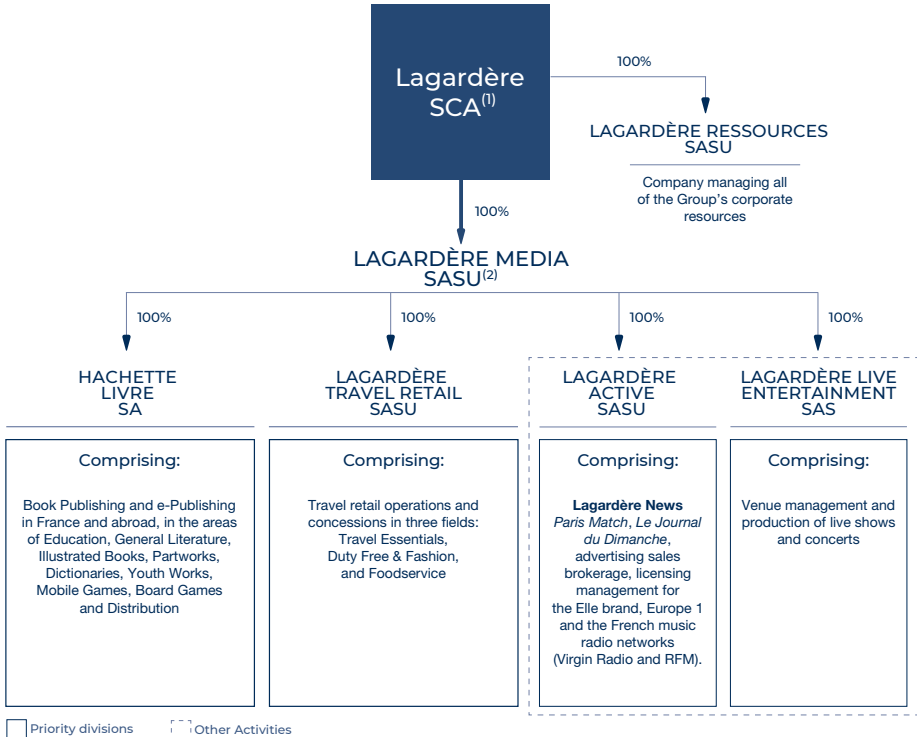 Lagardère
SCA(1)
100%
LAGARDÈRE RESSOURCES
SASU
Company managing all
of the Group's corporate
resources
100%
LAGARDÈRE MEDIA
SASU(2)
100%
100%
100%
100%
HACHETTE
LIVRE
SA
Comprising:
Book Publishing and e-Publishing
in France and abroad, in the areas
of Education, General Literature,
Illustrated Books, Partworks,
Dictionaries, Youth Works,
Mobile Games, Board Games
and Distribution
LAGARDÈRE
TRAVEL RETAIL
SASU
Comprising:
Travel retail operations and
concessions in three fields:
Travel Essentials,
Duty Free & Fashion,
and Foodservice
LAGARDÈRE
ACTIVE
SASU
Comprising:
Lagardère News
Paris Match, Le Journal
du Dimanche,
advertising sales
brokerage, licensing
management for
the Elle brand, Europe 1
and the French music
radio networks
(Virgin Radio and RFM).
LAGARDÈRE LIVE
ENTERTAINMENT
SAS
Comprising:
Venue management and
production of live shows
and concerts
Priority divisions
Other Activities